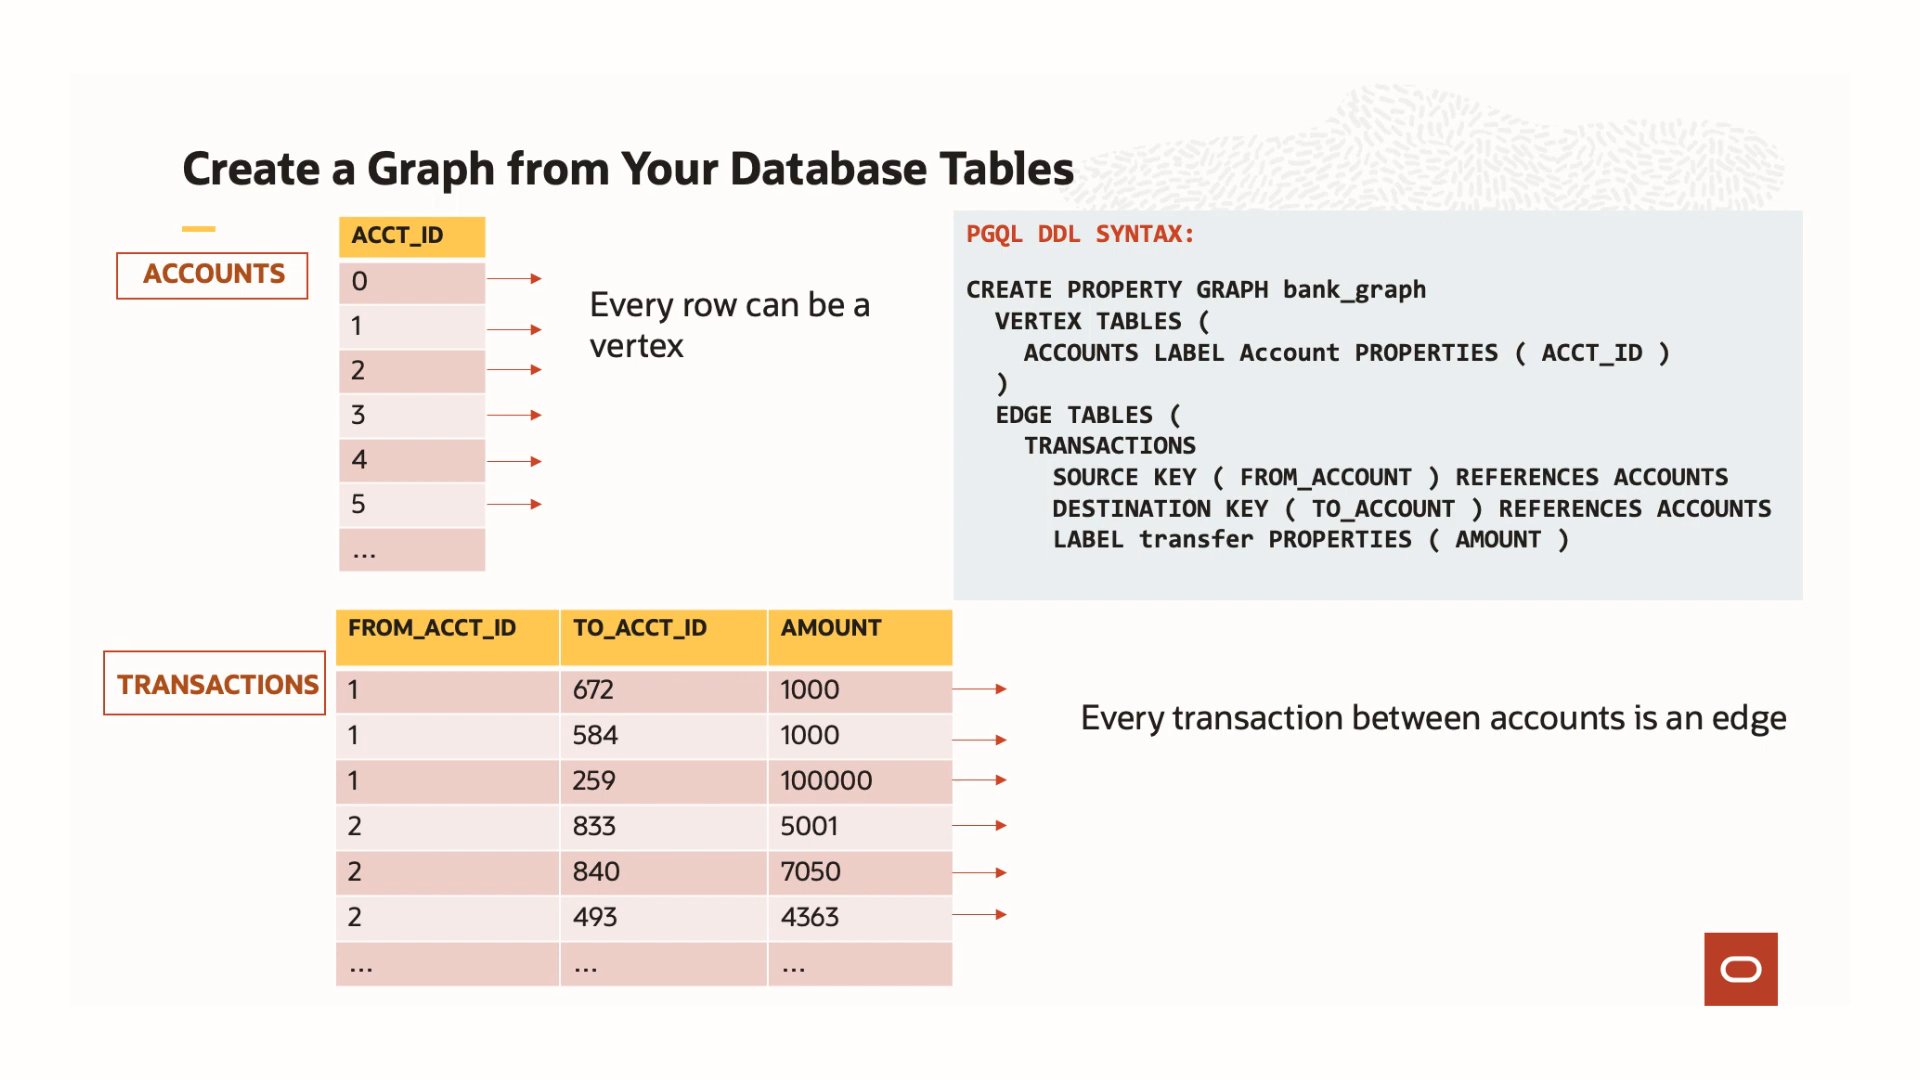 Create a Graph from Your Database Tables
ACCOUNTS
ACCT_ID
0
1
2
3
4
5
...
Every row can be a
vertex
PGQL DDL SYNTAX:
CREATE PROPERTY GRAPH bank_graph
VERTEX TABLES (
ACCOUNTS LABEL Account PROPERTIES ( ACCT_ID )
)
EDGE TABLES (
TRANSACTIONS
SOURCE KEY ( FROM_ACCOUNT ) REFERENCES ACCOUNTS
DESTINATION KEY ( TO_ACCOUNT ) REFERENCES ACCOUNTS
LABEL transfer PROPERTIES ( AMOUNT )
TRANSACTIONS
FROM_ACCT_ID TO_ACCT_ID AMOUNT
1 672 1000
1 584 1000
1 259 100000
2 833 5001
2 840 7050
2 493 4363
... ... ...
Every transaction between accounts is an edge